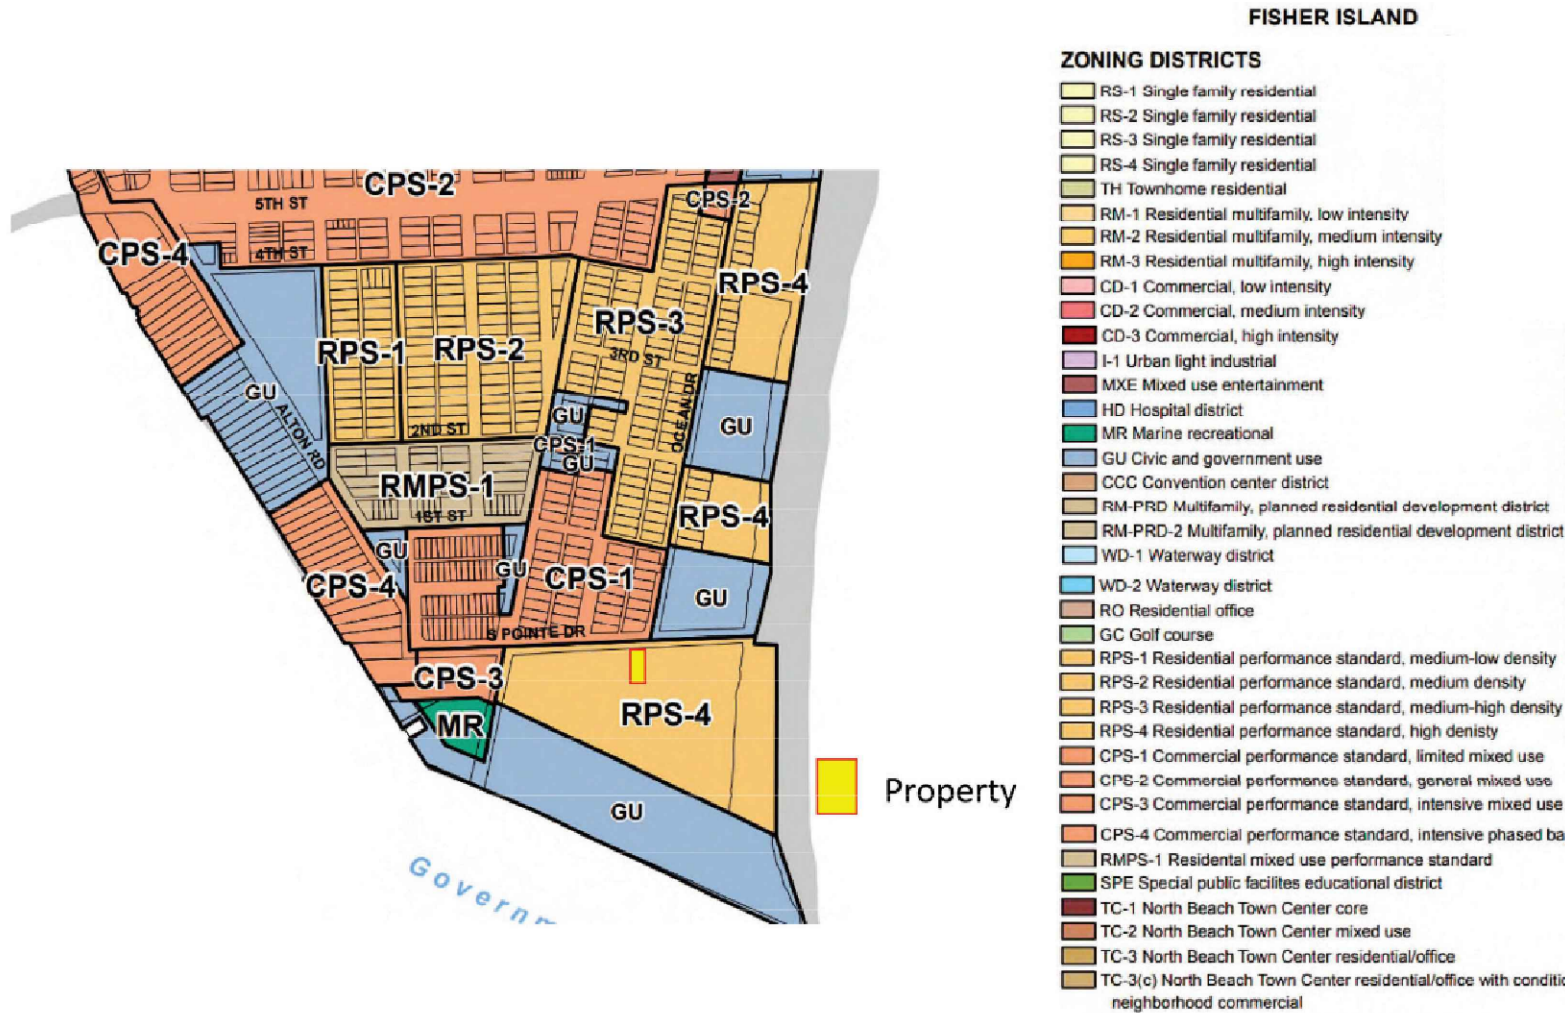 FISHER ISLAND
ZONING DISTRICTS
RS-1 Single family residential
RS-2 Single family residential
RS-3 Single family residential
RS-4 Single family residential
TH Townhome residential
RM-1 Residential multifamily, low intensity
RM-2 Residential multifamily, medium intensity
RM-3 Residential multifamily, high intensity
CD-1 Commercial, low intensity
CD-2 Commercial, medium intensity
CD-3 Commercial, high intensity
I-1 Urban light industrial
MXE Mixed use entertainment
HD Hospital district
MR Marine recreational
GU Civic and government use
CCC Convention center district
RM-PRD Multifamily, planned residential development district
RM-PRD-2 Multifamily, planned residential development district
WD-1 Waterway district
WD-2 Waterway district
RO Residential office
GC Golf course
RPS-1 Residential performance standard, medium-low density
RPS-2 Residential performance standard, medium density
RPS-3 Residential performance standard, medium-high density
RPS-4 Residential performance standard, high denisty
CPS-1 Commercial performance standard, limited mixed use
CPS-2 Commercial performance standard, general mixed use
CPS-3 Commercial performance standard, intensive mixed use
CPS-4 Commercial performance standard, intensive phased ba
RMPS-1 Residental mixed use performance standard
SPE Special public facilites educational district
TC-1 North Beach Town Center core
TC-2 North Beach Town Center mixed use
TC-3 North Beach Town Center residential/office
TC-3(c) North Beach Town Center residential/office with conditic
neighborhood commercial
CPS-2
CPS-2
5TH ST
CPS-4
4TH ST
RPS-4
RPS-3
RPS-1
RPS-2
3RD ST
GU
ALTON RD
OCEAN DR
GU
GU
2ND ST
CPS-1
GU
RMPS-1
1ST ST
RPS-4
GU
GU
CPS-4
CPS-1
GU
S POINTE DR
CPS-3
RPS-4
MR
Property
GU
Governm